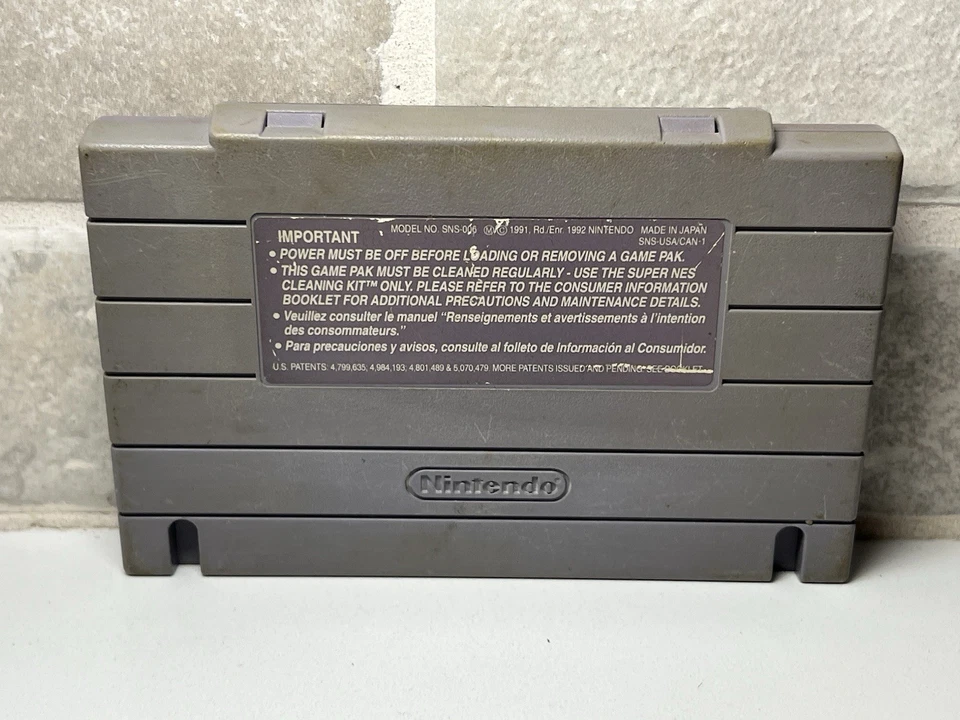 IMPORTANT MODEL NO. SNS-006 Ⓜ Ⓒ 1991, Rd/Enr. 1992 NINTENDO MADE IN JAPAN
SNS-USA/CAN-1
• POWER MUST BE OFF BEFORE LOADING OR REMOVING A GAME PAK.
• THIS GAME PAK MUST BE CLEANED REGULARLY - USE THE SUPER NES
CLEANING KIT™ ONLY. PLEASE REFER TO THE CONSUMER INFORMATION
BOOKLET FOR ADDITIONAL PRECAUTIONS AND MAINTENANCE DETAILS.
• Veuillez consulter le manuel "Renseignements et avertissements à l'intention
des consommateurs."
• Para precauciones y avisos, consulte al folleto de Información al Consumidor.
U.S. PATENTS: 4,799,635; 4,984,193; 4,801,489 & 5,070,479. MORE PATENTS ISSUED AND PENDING. SEE BOOKLET.
Nintendo